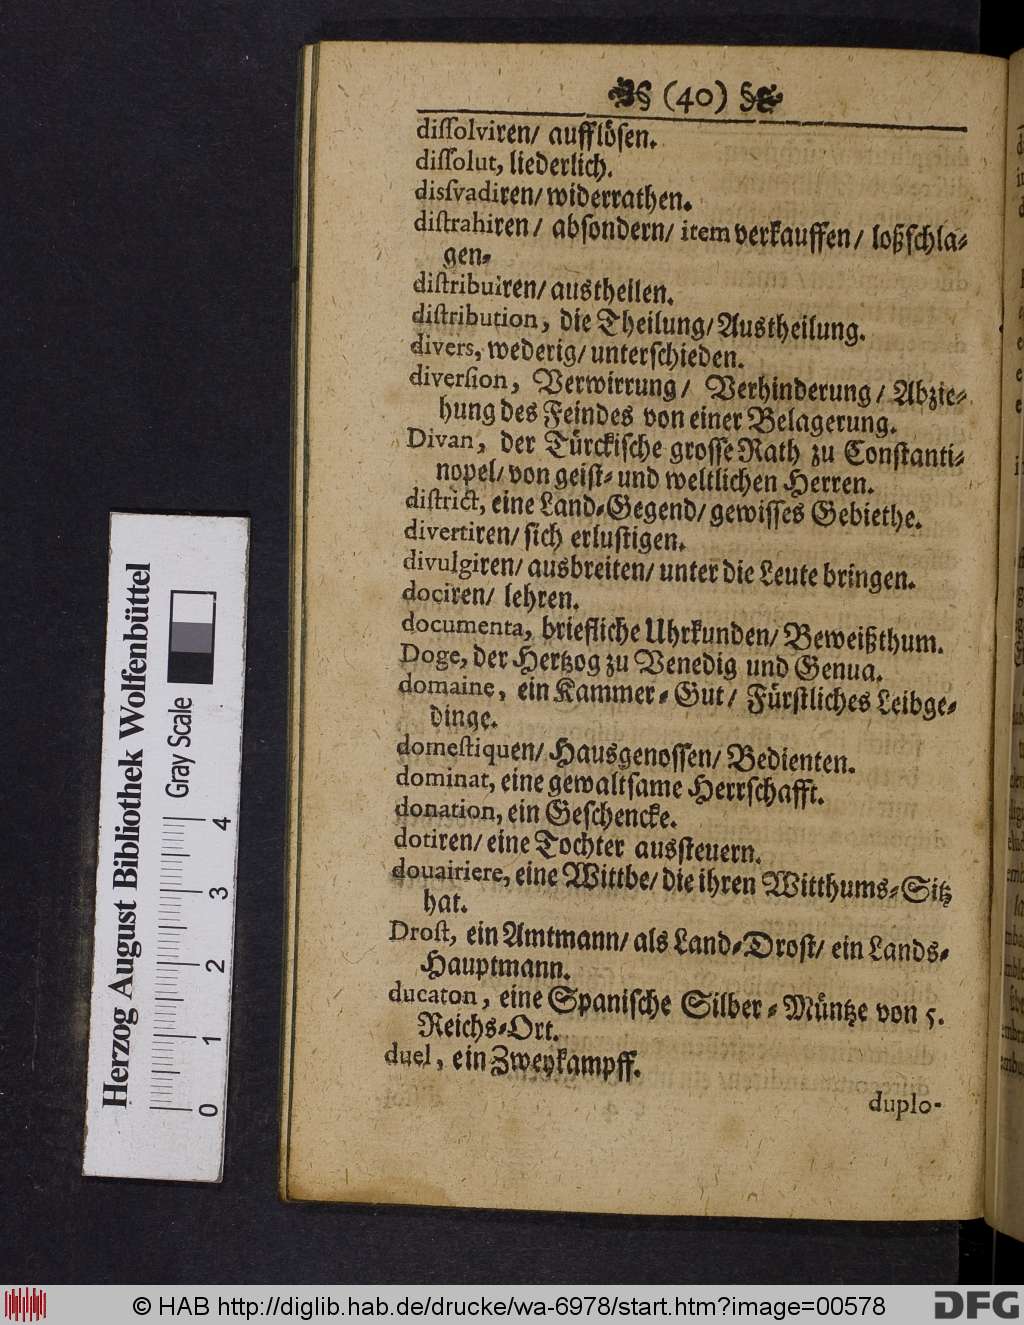 § (40) §
dissolviren/ aufflösen.
dissolut, liederlich.
dissvadiren/ widerrathen.
distrahiren/ absondern/ item verkauffen/ loßschla-
gen.
distribuiren/ austheilen.
distribution, die Theilung/ Austheilung.
divers, wederig/ unterschieden.
diversion, Verwirrung/ Verhinderung/ Abzie-
hung des Feindes von einer Belagerung.
Divan, der Türckische grosse Rath zu Constanti-
nopel/ von geist- und weltlichen Herren.
district, eine Land-Gegend/ gewisses Gebiethe.
divertiren/ sich erlustigen.
divulgiren/ ausbreiten/ unter die Leute bringen.
dociren/ lehren.
documenta, briefliche Uhrkunden/ Beweißthum.
Doge, der Hertzog zu Venedig und Genua.
domaine, ein Kammer-Gut/ Fürstliches Leibge-
dinge.
domestiquen/ Hausgenossen/ Bedienten.
dominat, eine gewaltsame Herrschafft.
donation, ein Geschencke.
dotiren/ eine Tochter aussteuern.
douairiere, eine Wittbe/ die ihren Witthums-Sitz
hat.
Drost, ein Amtmann/ als Land-Drost/ ein Lands-
Hauptmann.
ducaton, eine Spanische Silber-Müntze von 5.
Reichs-Ort.
duel, ein Zweykampff.
duplo-
Herzog August Bibliothek Wolfenbüttel
Gray Scale
0 1 2 3 4
© HAB http://diglib.hab.de/drucke/wa-6978/start.htm?image=00578
DFG